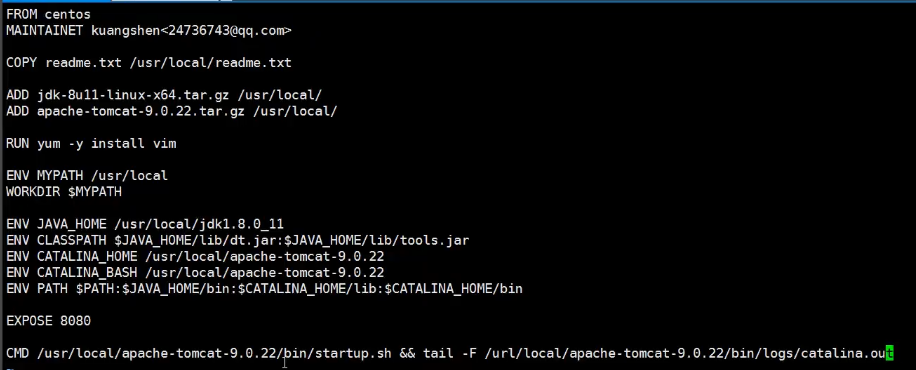 FROM centos
MAINTAINET kuangshen<24736743@qq.com>
COPY readme.txt /usr/local/readme.txt
ADD jdk-8u11-linux-x64.tar.gz /usr/local/
ADD apache-tomcat-9.0.22.tar.gz /usr/local/
RUN yum -y install vim
ENV MYPATH /usr/local
WORKDIR $MYPATH
ENV JAVA_HOME /usr/local/jdk1.8.0_11
ENV CLASSPATH $JAVA_HOME/lib/dt.jar:$JAVA_HOME/lib/tools.jar
ENV CATALINA_HOME /usr/local/apache-tomcat-9.0.22
ENV CATALINA_BASH /usr/local/apache-tomcat-9.0.22
ENV PATH $PATH:$JAVA_HOME/bin:$CATALINA_HOME/lib:$CATALINA_HOME/bin
EXPOSE 8080
CMD /usr/local/apache-tomcat-9.0.22/bin/startup.sh && tail -F /url/local/apache-tomcat-9.0.22/bin/logs/catalina.out